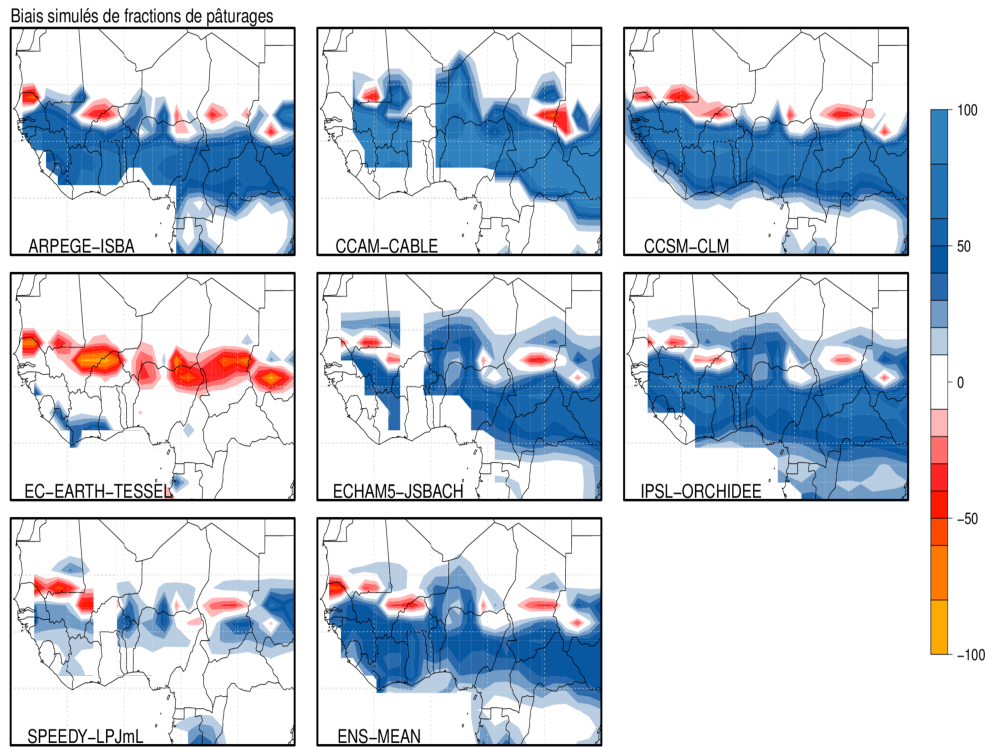 Biais simulés de fractions de pâturages
ARPEGE−ISBA
CCAM−CABLE
CCSM−CLM
EC−EARTH−TESSEL
ECHAM5−JSBACH
IPSL−ORCHIDEE
SPEEDY−LPJmL
ENS−MEAN
100
50
0
−50
−100